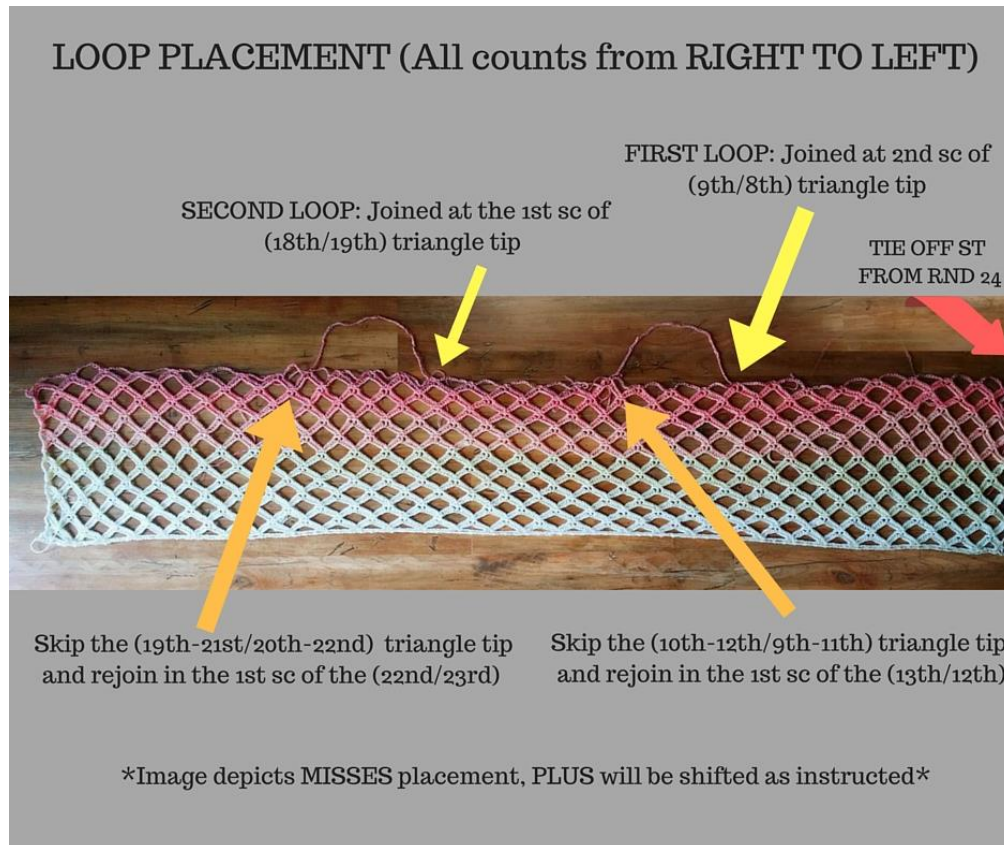 LOOP PLACEMENT (All counts from RIGHT TO LEFT)
FIRST LOOP: Joined at 2nd sc of
(9th/8th) triangle tip
SECOND LOOP: Joined at the 1st sc of
(18th/19th) triangle tip
TIE OFF ST
FROM RND 24
Skip the (19th-21st/20th-22nd) triangle tip
and rejoin in the 1st sc of the (22nd/23rd)
Skip the (10th-12th/9th-11th) triangle tip
and rejoin in the 1st sc of the (13th/12th)
*Image depicts MISSES placement, PLUS will be shifted as instructed*